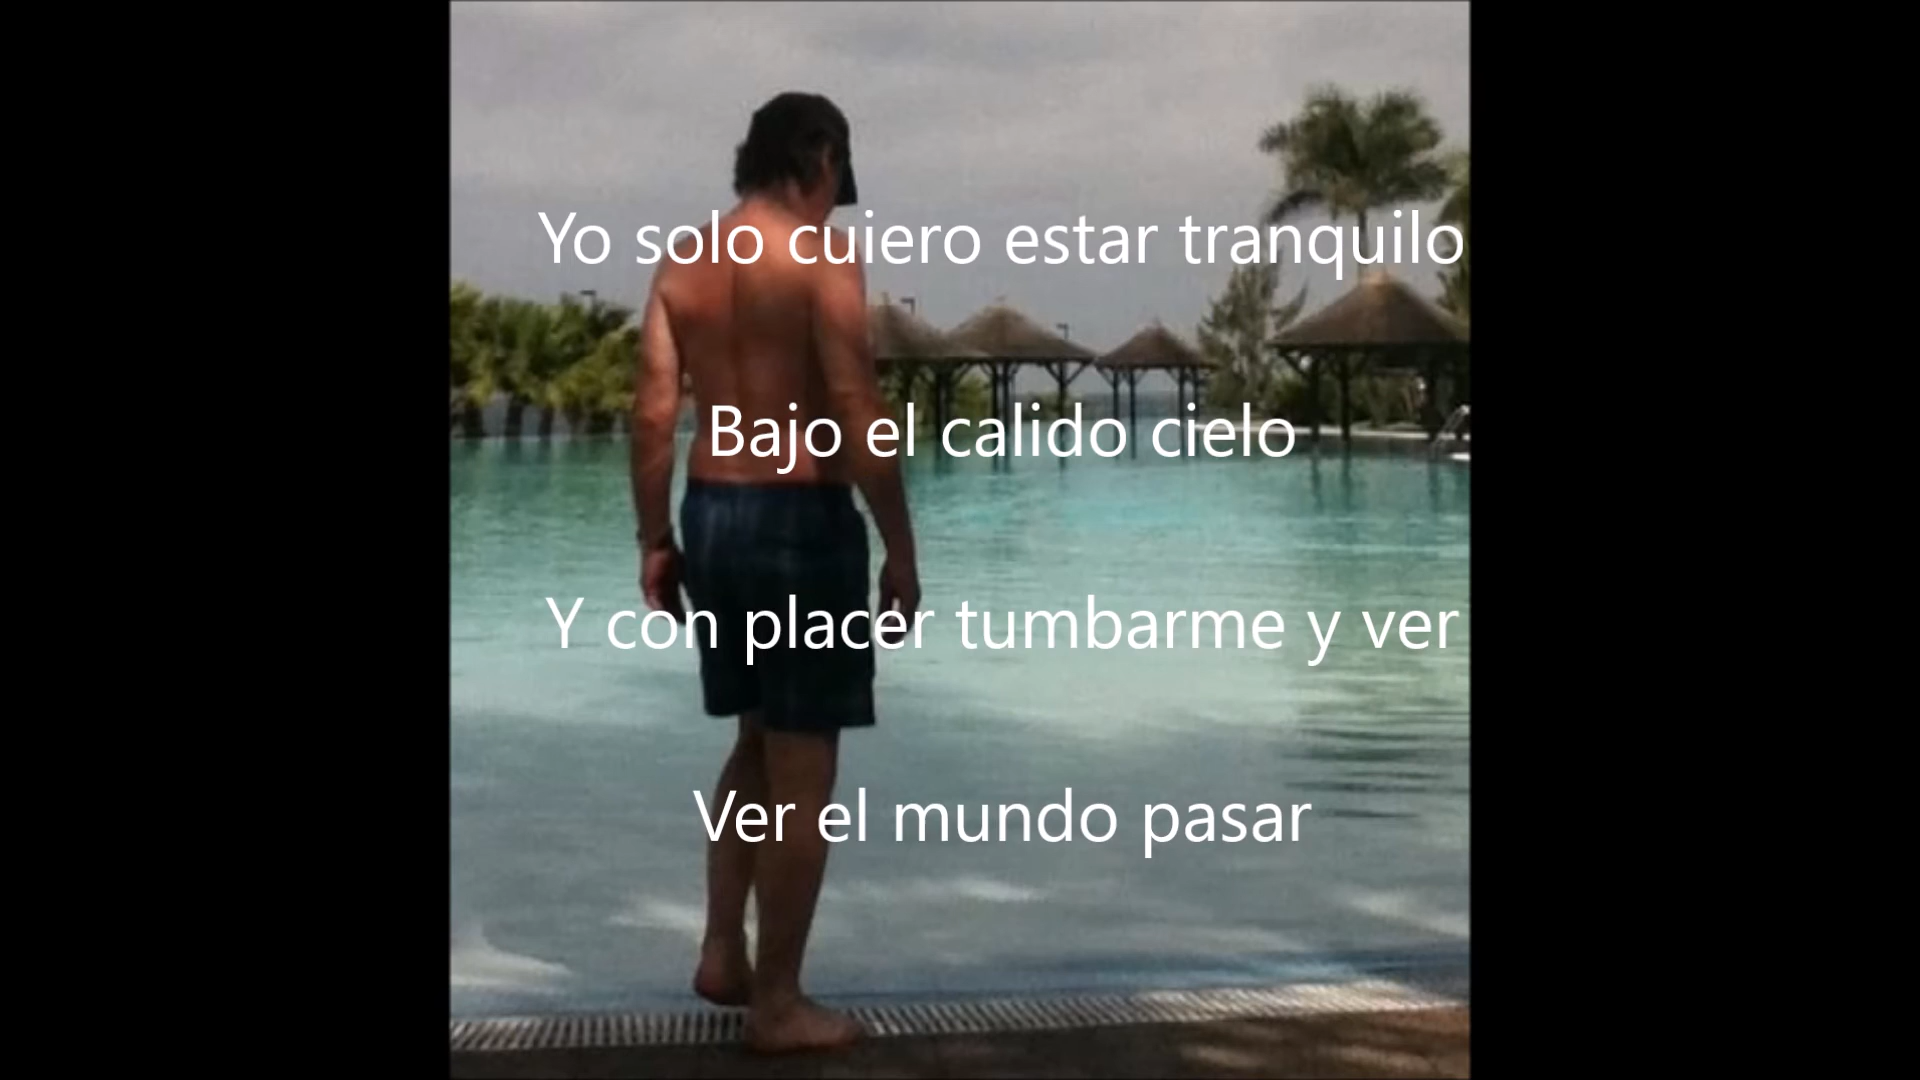 Yo solo cuiero estar tranquilo
Bajo el calido cielo
Y con placer tumbarme y ver
Ver el mundo pasar